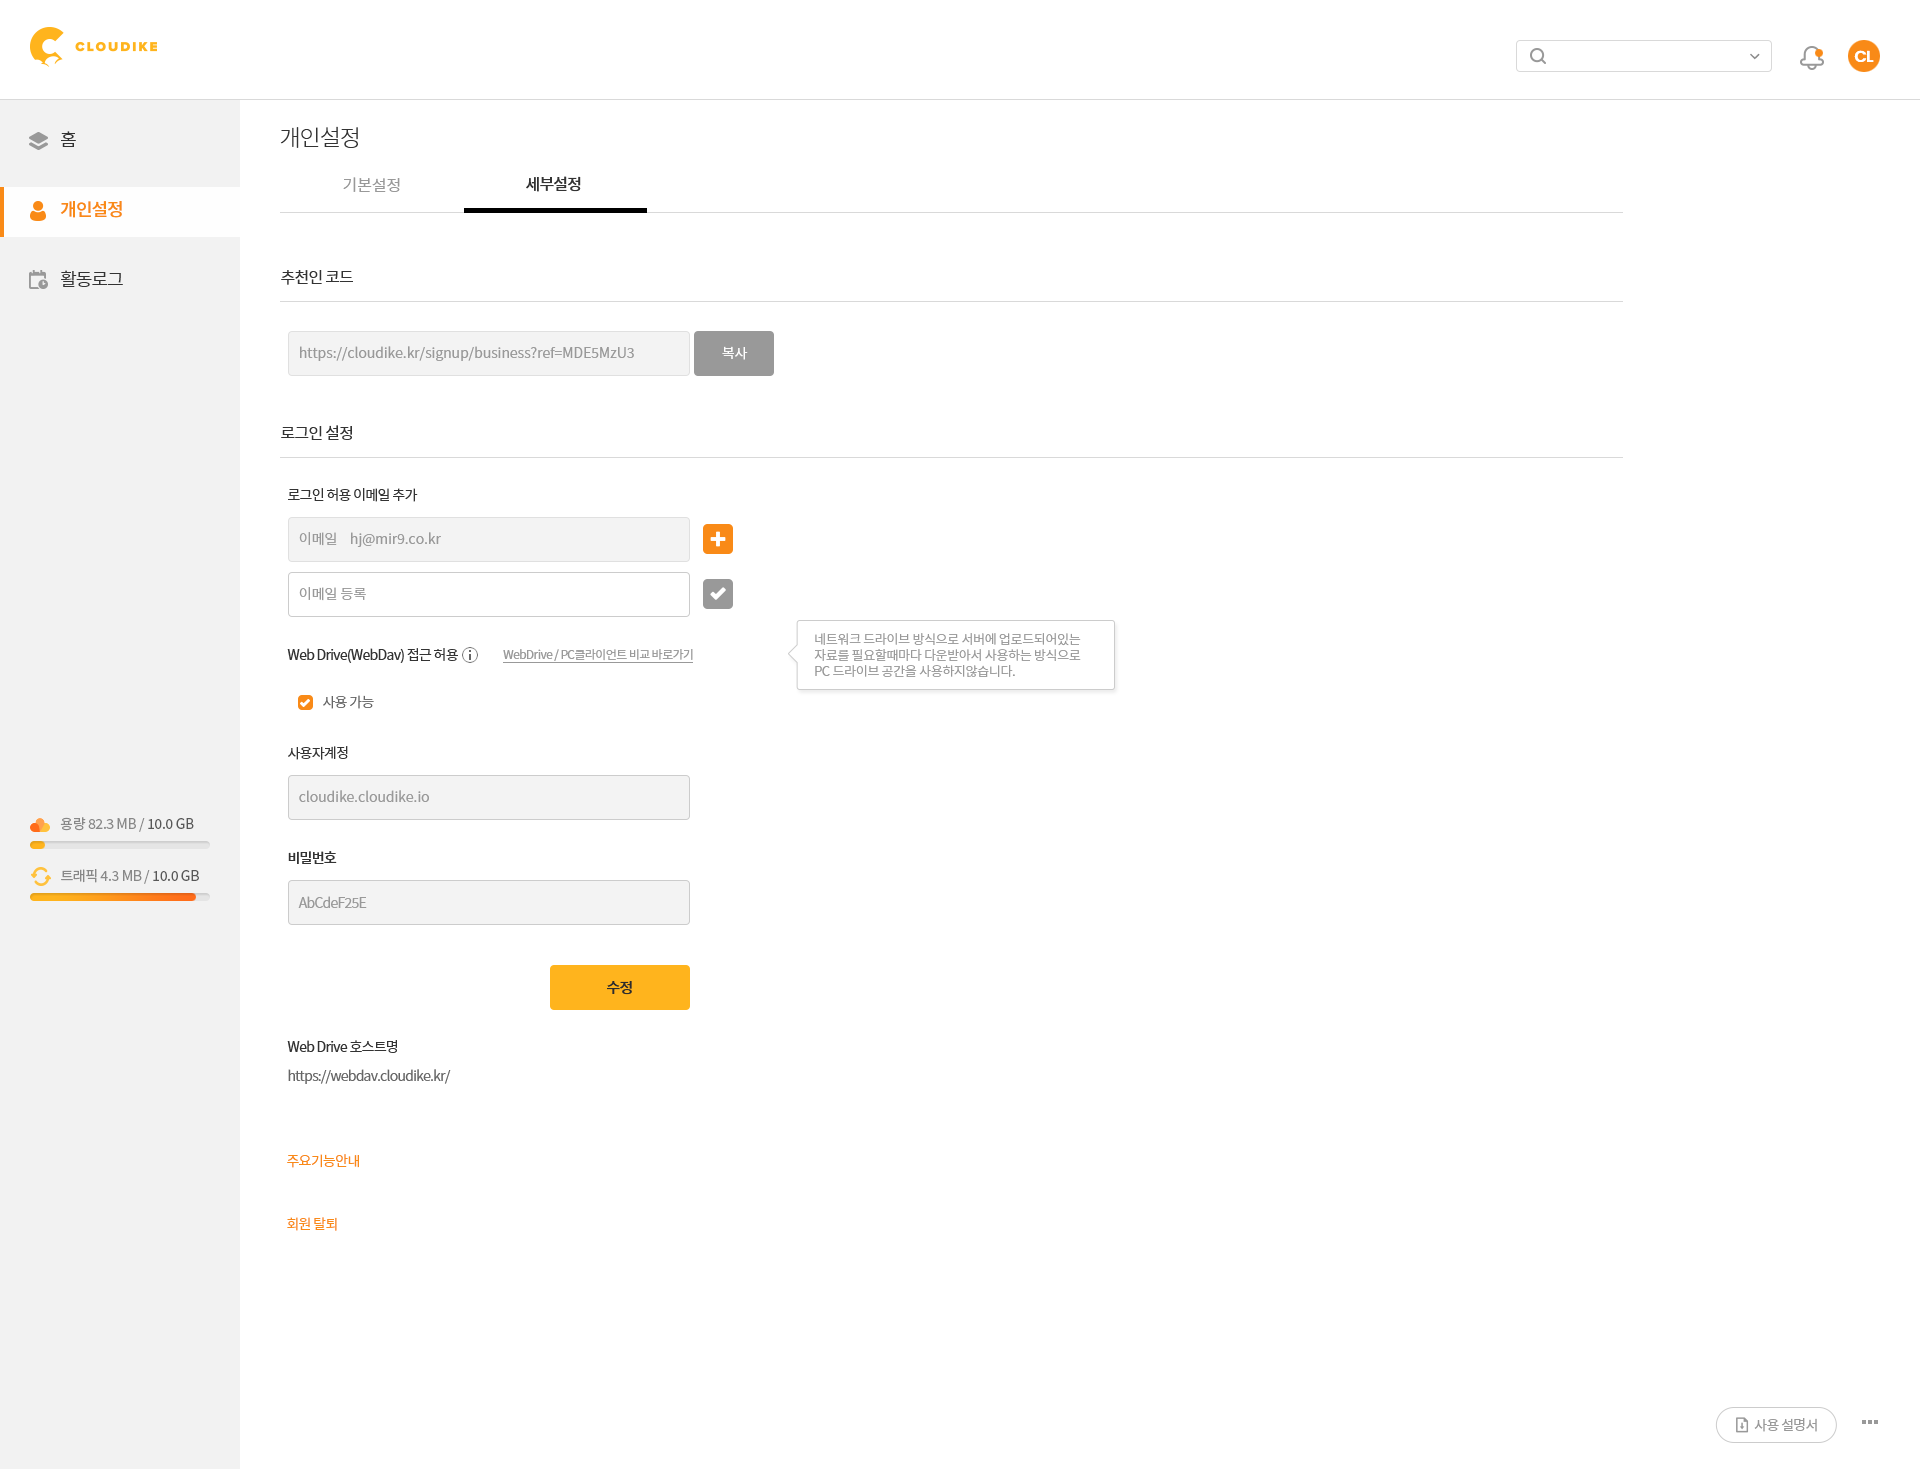 CLOUDIKE
CL
홈
개인설정
활동로그
용량 82.3 MB / 10.0 GB
트래픽 4.3 MB / 10.0 GB
개인설정
기본설정
세부설정
추천인 코드
https://cloudike.kr/signup/business?ref=MDE5MzU3
복사
로그인 설정
로그인 허용 이메일 추가
이메일 hj@mir9.co.kr
이메일 등록
Web Drive(WebDav) 접근 허용
WebDrive / PC클라이언트 비교 바로가기
네트워크 드라이브 방식으로 서버에 업로드되어있는
자료를 필요할때마다 다운받아서 사용하는 방식으로
PC 드라이브 공간을 사용하지않습니다.
사용 가능
사용자계정
cloudike.cloudike.io
비밀번호
AbCdeF25E
수정
Web Drive 호스트명
https://webdav.cloudike.kr/
주요기능안내
회원 탈퇴
사용 설명서